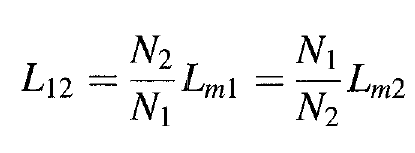 L_{12} = \frac{N_2}{N_1} L_{m1} = \frac{N_1}{N_2} L_{m2}